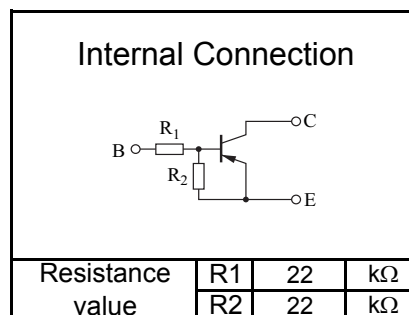 Internal Connection
C
R1
B
R2
E
Resistance value R1 22 kΩ
R2 22 kΩ